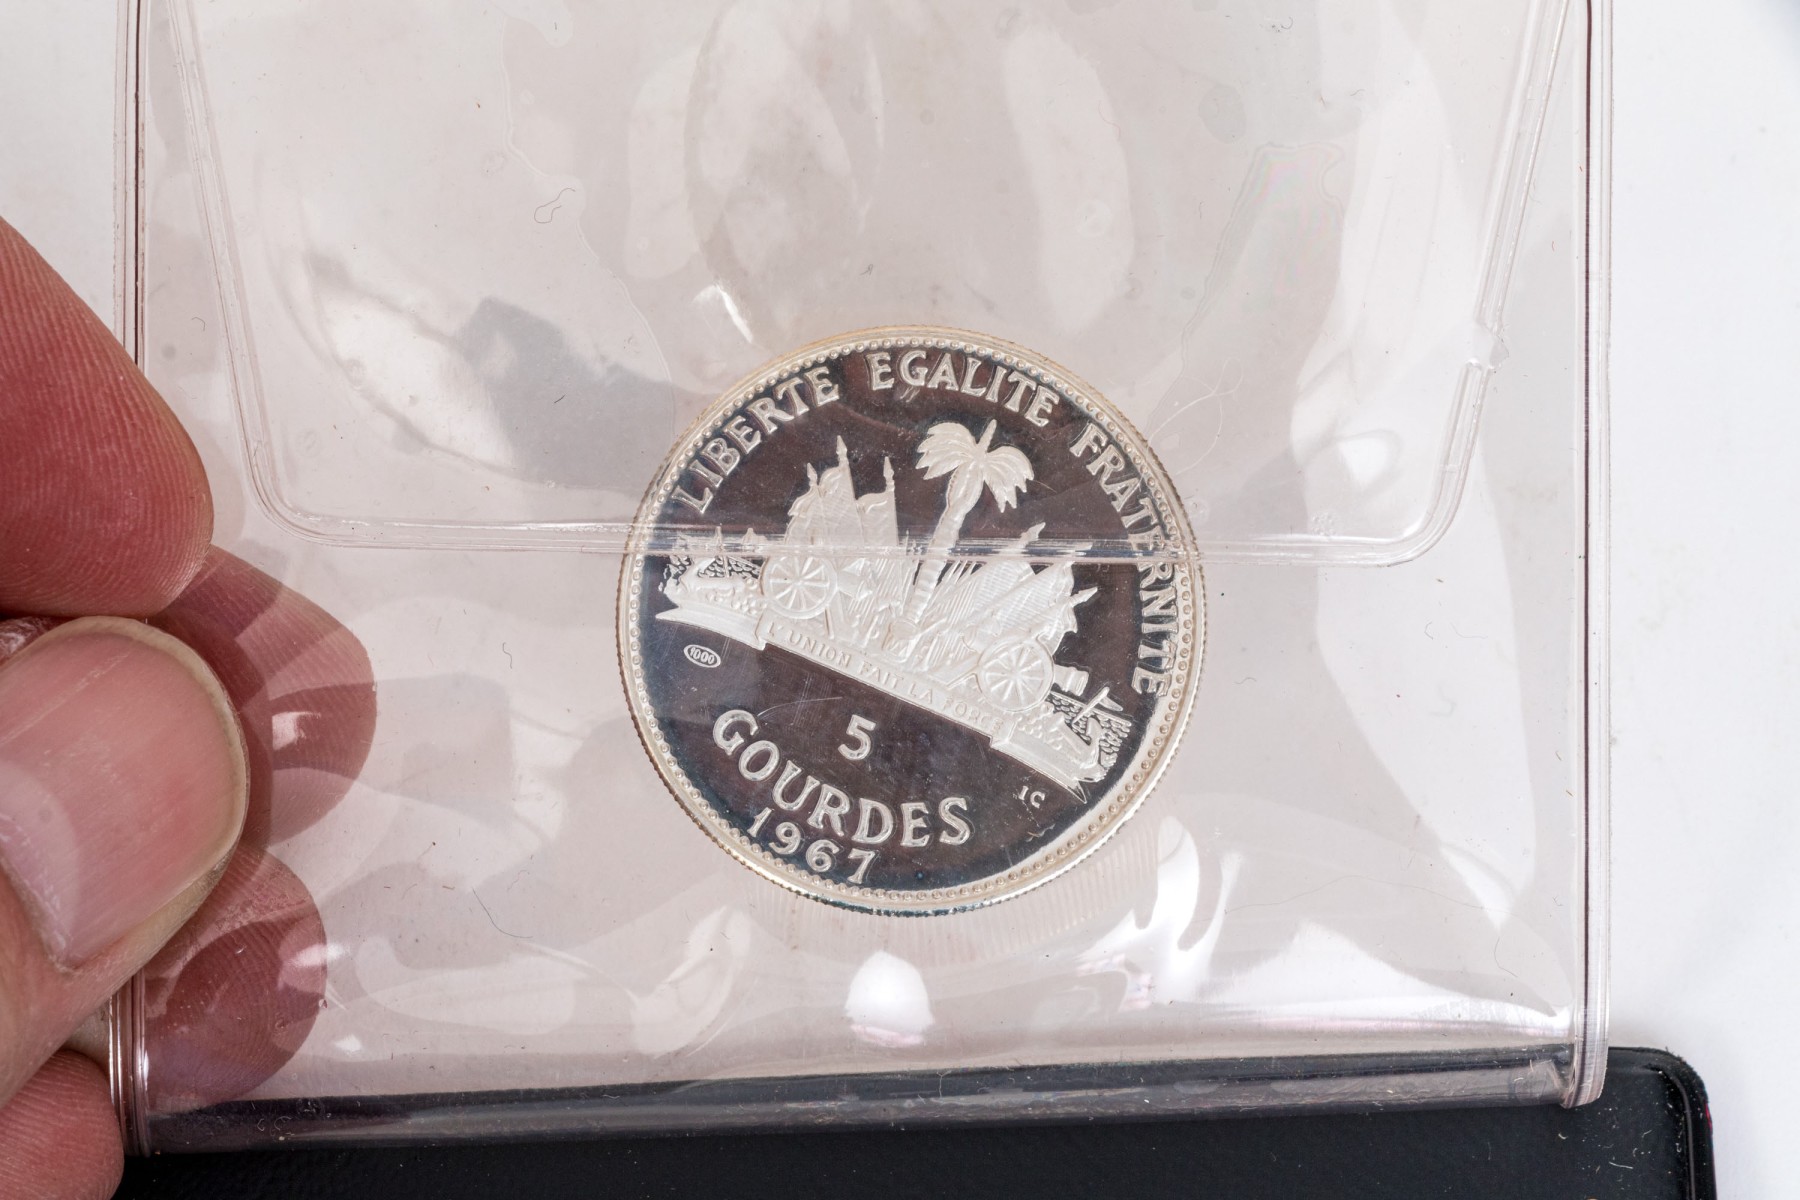 LIBERTE EGALITE FRATERNITE
L'UNION FAIT LA FORCE
1000
5
GOURDES
IC
1967